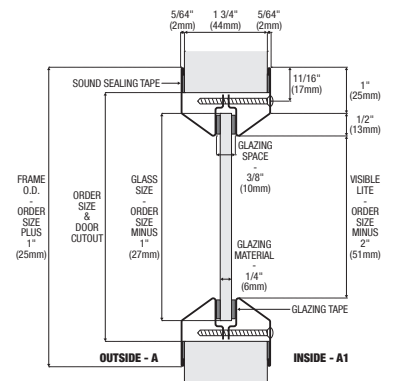 5/64" 1 3/4" 5/64"
(2mm) (44mm) (2mm)
SOUND SEALING TAPE
11/16"
(17mm)
1"
(25mm)
1/2"
(13mm)
FRAME
O.D.
-
ORDER
SIZE
PLUS
1"
(25mm)
ORDER
SIZE
&
DOOR
CUTOUT
GLASS
SIZE
-
ORDER
SIZE
MINUS
1"
(27mm)
GLAZING
SPACE
-
3/8"
(10mm)
VISIBLE
LITE
-
ORDER
SIZE
MINUS
2"
(51mm)
GLAZING
MATERIAL
-
1/4"
(6mm)
GLAZING TAPE
OUTSIDE - A
INSIDE - A1